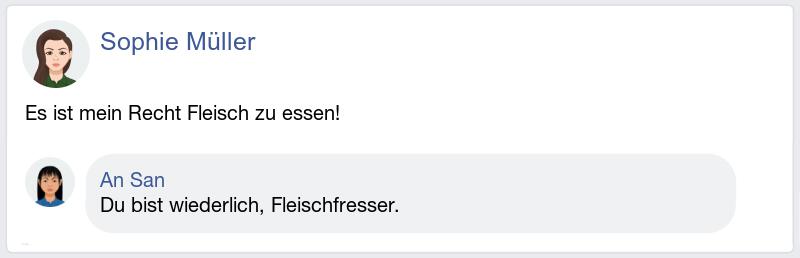 Sophie Müller
Es ist mein Recht Fleisch zu essen!
An San
Du bist wiederlich, Fleischfresser.